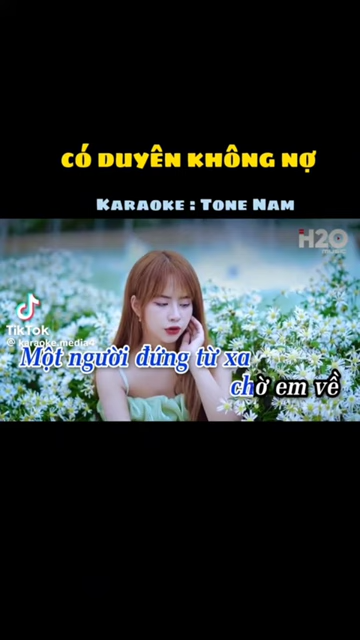 CÓ DUYÊN KHÔNG NỢ
KARAOKE : TONE NAM
H2O
MUSIC
TikTok
@karaoke.media4
Một người đứng từ xa
chờ em về